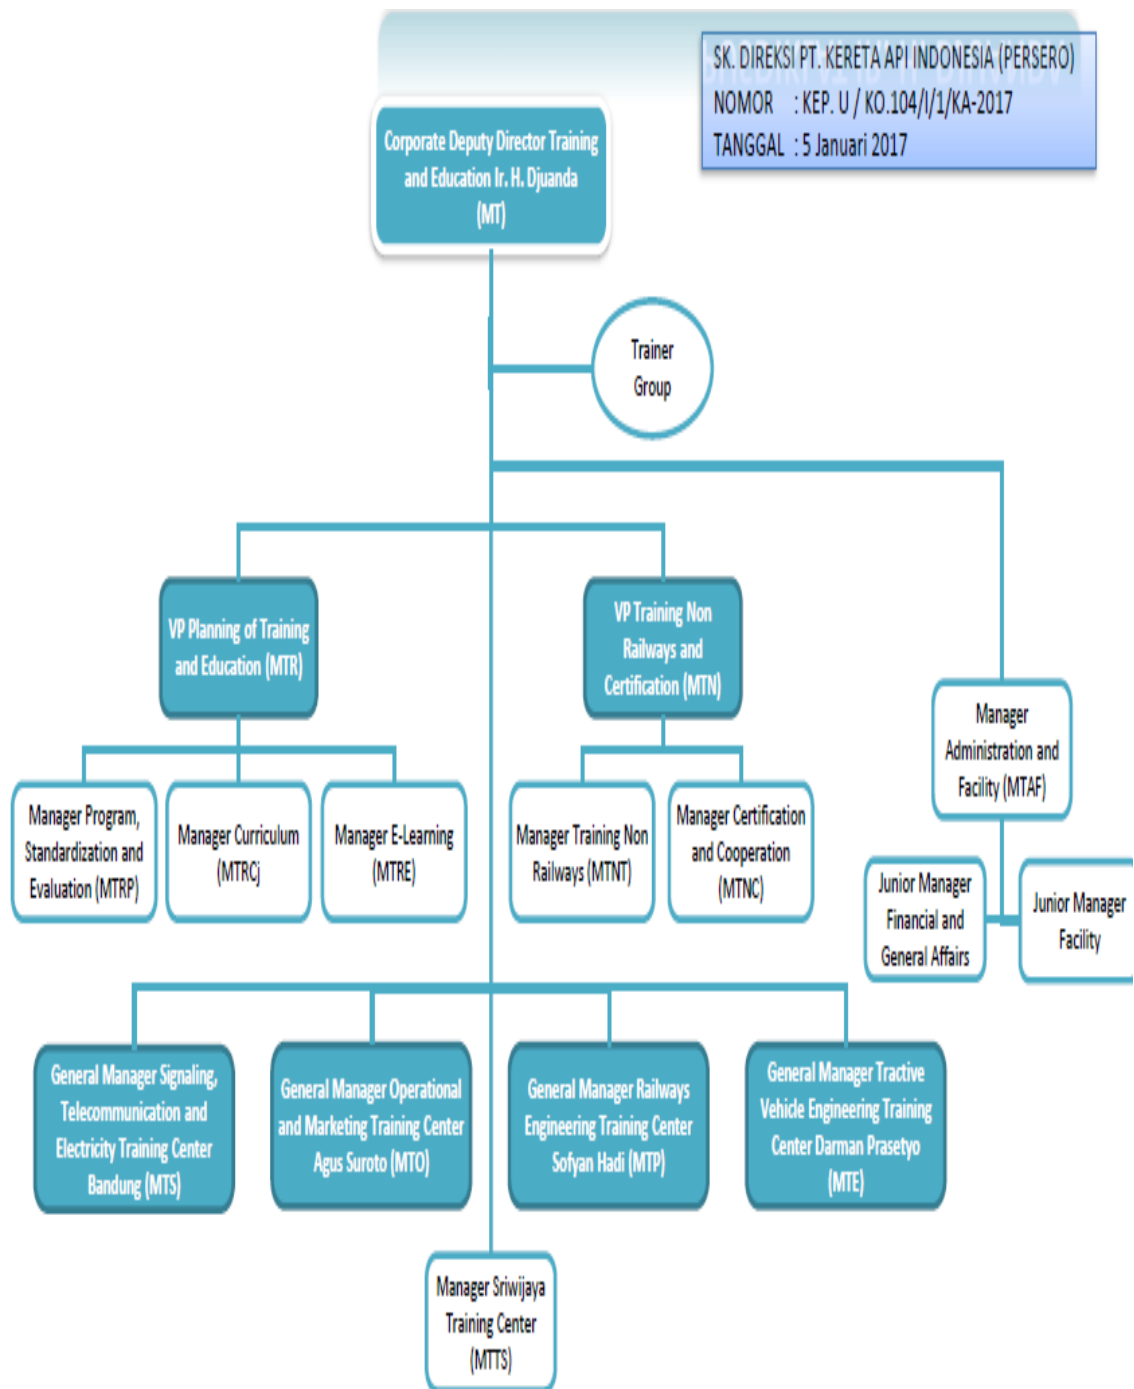 SK. DIREKSI PT. KERETA API INDONESIA (PERSERO)
NOMOR : KEP. U / KO.104/I/1/KA-2017
TANGGAL : 5 Januari 2017
Corporate Deputy Director Training
and Education Ir. H. Djuanda
(MT)
Trainer
Group
VP Planning of Training
and Education (MTR)
VP Training Non
Railways and
Certification (MTN)
Manager
Administration and
Facility (MTAF)
Manager Program,
Standardization and
Evaluation (MTRP)
Manager Curriculum
(MTRCj
Manager E-Learning
(MTRE)
Manager Training Non
Railways (MTNT)
Manager Certification
and Cooperation
(MTNC)
Junior Manager
Financial and
General Affairs
Junior Manager
Facility
General Manager Signaling,
Telecommunication and
Electricity Training Center
Bandung (MTS)
General Manager Operational
and Marketing Training Center
Agus Suroto (MTO)
General Manager Railways
Engineering Training Center
Sofyan Hadi (MTP)
General Manager Tractive
Vehicle Engineering Training
Center Darman Prasetyo
(MTE)
Manager Sriwijaya
Training Center
(MTTS)